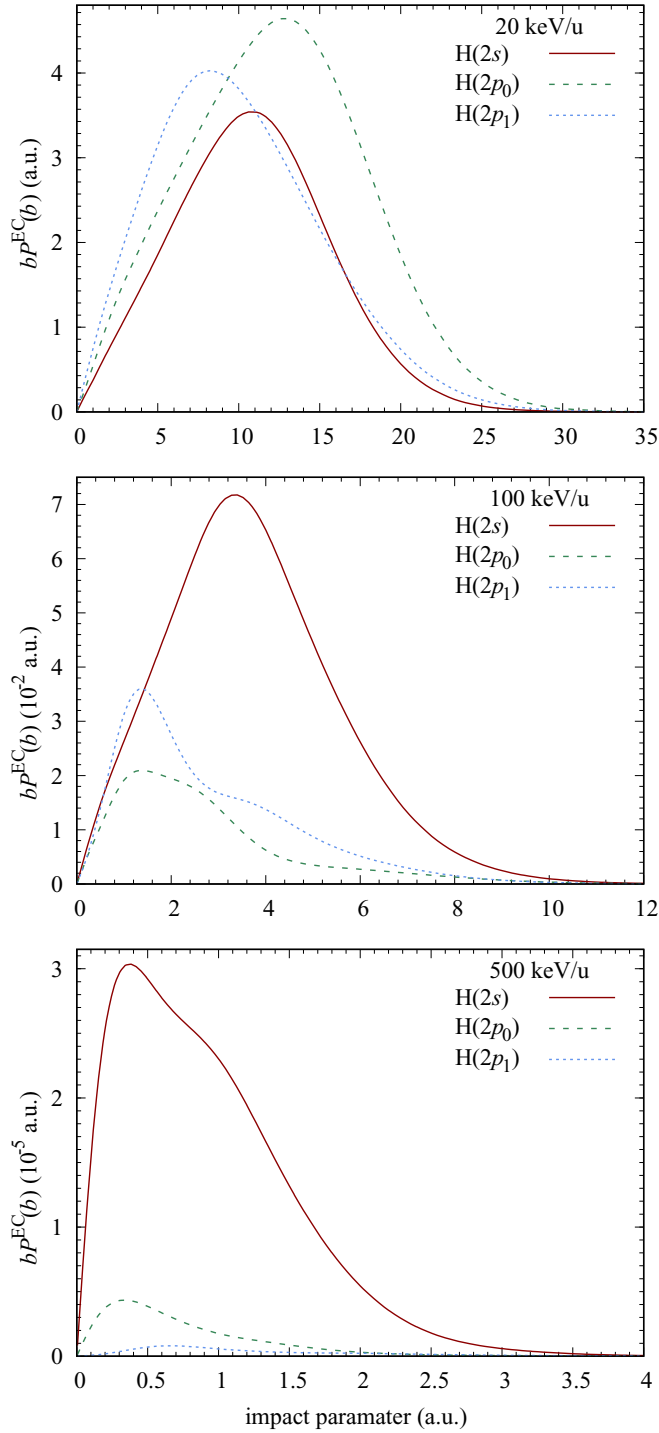 20 keV/u
H(2s)
H(2p₀)
H(2p₁)
bPᴱᶜ(b) (a.u.)
4
3
2
1
0
0 5 10 15 20 25 30 35
100 keV/u
H(2s)
H(2p₀)
H(2p₁)
bPᴱᶜ(b) (10⁻² a.u.)
7
6
5
4
3
2
1
0
0 2 4 6 8 10 12
500 keV/u
H(2s)
H(2p₀)
H(2p₁)
bPᴱᶜ(b) (10⁻⁵ a.u.)
3
2
1
0
0 0.5 1 1.5 2 2.5 3 3.5 4
impact paramater (a.u.)